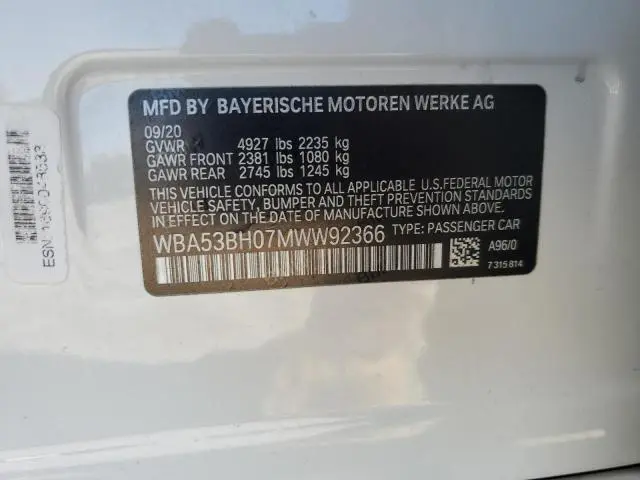 MFD BY BAYERISCHE MOTOREN WERKE AG
09/20
GVWR 4927 lbs 2235 kg
GAWR FRONT 2381 lbs 1080 kg
GAWR REAR 2745 lbs 1245 kg
THIS VEHICLE CONFORMS TO ALL APPLICABLE U.S.FEDERAL MOTOR
VEHICLE SAFETY, BUMPER, AND THEFT PREVENTION STANDARDS
IN EFFECT ON THE DATE OF MANUFACTURE SHOWN ABOVE.
WBA53BH07MWW92366 TYPE: PASSENGER CAR
A96/0
7315814
ESN: